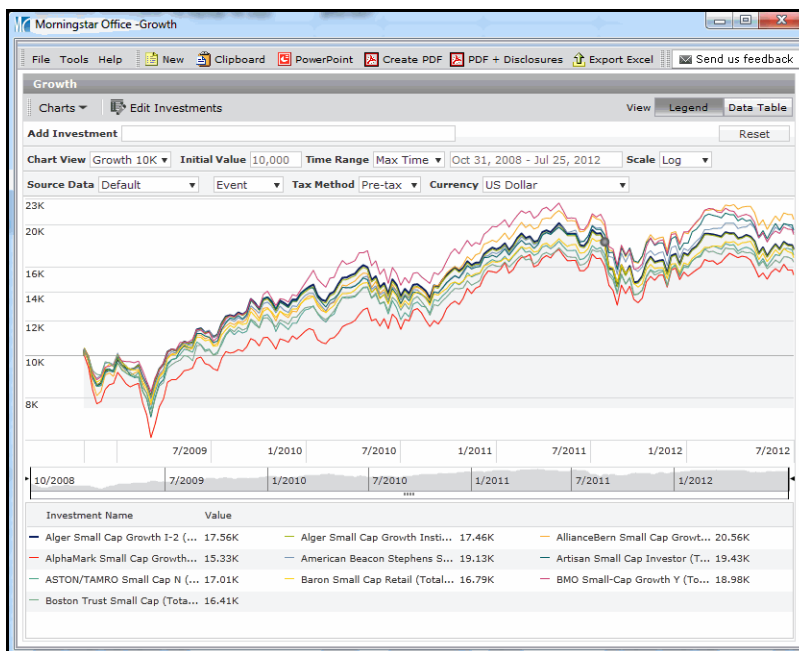 Morningstar Office -Growth
File Tools Help New Clipboard PowerPoint Create PDF PDF + Disclosures Export Excel Send us feedback
Growth
Charts Edit Investments View Legend Data Table
Add Investment Reset
Chart View Growth 10K Initial Value 10,000 Time Range Max Time Oct 31, 2008 - Jul 25, 2012 Scale Log
Source Data Default Event Tax Method Pre-tax Currency US Dollar
23K
20K
16K
14K
12K
10K
8K
7/2009 1/2010 7/2010 1/2011 7/2011 1/2012 7/2012
10/2008 7/2009 1/2010 7/2010 1/2011 7/2011 1/2012
Investment Name Value
Alger Small Cap Growth I-2 (... 17.56K Alger Small Cap Growth Insti... 17.46K AllianceBern Small Cap Growt... 20.56K
AlphaMark Small Cap Growth... 15.33K American Beacon Stephens S... 19.13K Artisan Small Cap Investor (T... 19.43K
ASTON/TAMRO Small Cap N (... 17.01K Baron Small Cap Retail (Total... 16.79K BMO Small-Cap Growth Y (To... 18.98K
Boston Trust Small Cap (Tota... 16.41K